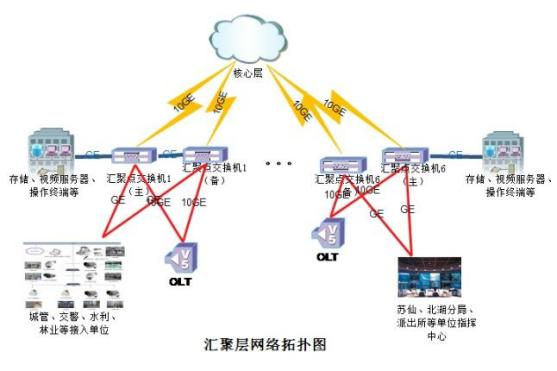 核心层
10GE
10GE
10GE
10GE
GE
GE
存储、视频服务器、
操作终端等
汇聚点交换机1
（主）
汇聚点交换机1
（备）
...
汇聚点交换机6
备
汇聚点交换机6
（主）
存储、视频服务器、
操作终端等
GE
10GE
10GE
10GE
GE
GE
V5
OLT
V5
OLT
城管、交警、水利、
林业等接入单位
苏仙、北湖分局、
派出所等单位指挥
中心
汇聚层网络拓扑图